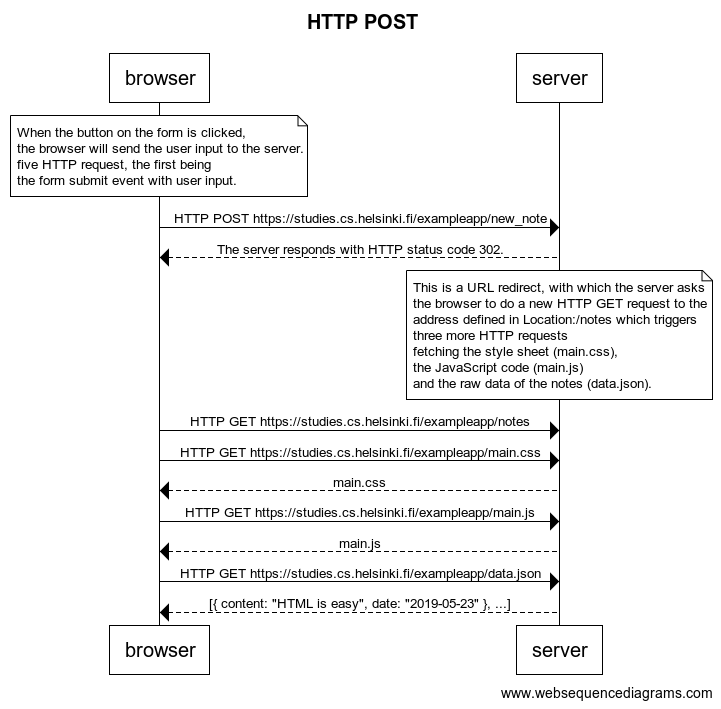 HTTP POST
browser
server
When the button on the form is clicked,
the browser will send the user input to the server.
five HTTP request, the first being
the form submit event with user input.
HTTP POST https://studies.cs.helsinki.fi/exampleapp/new_note
The server responds with HTTP status code 302.
This is a URL redirect, with which the server asks
the browser to do a new HTTP GET request to the
address defined in Location:/notes which triggers
three more HTTP requests
fetching the style sheet (main.css),
the JavaScript code (main.js)
and the raw data of the notes (data.json).
HTTP GET https://studies.cs.helsinki.fi/exampleapp/notes
HTTP GET https://studies.cs.helsinki.fi/exampleapp/main.css
main.css
HTTP GET https://studies.cs.helsinki.fi/exampleapp/main.js
main.js
HTTP GET https://studies.cs.helsinki.fi/exampleapp/data.json
[{ content: "HTML is easy", date: "2019-05-23" }, ...]
browser
server
www.websequencediagrams.com